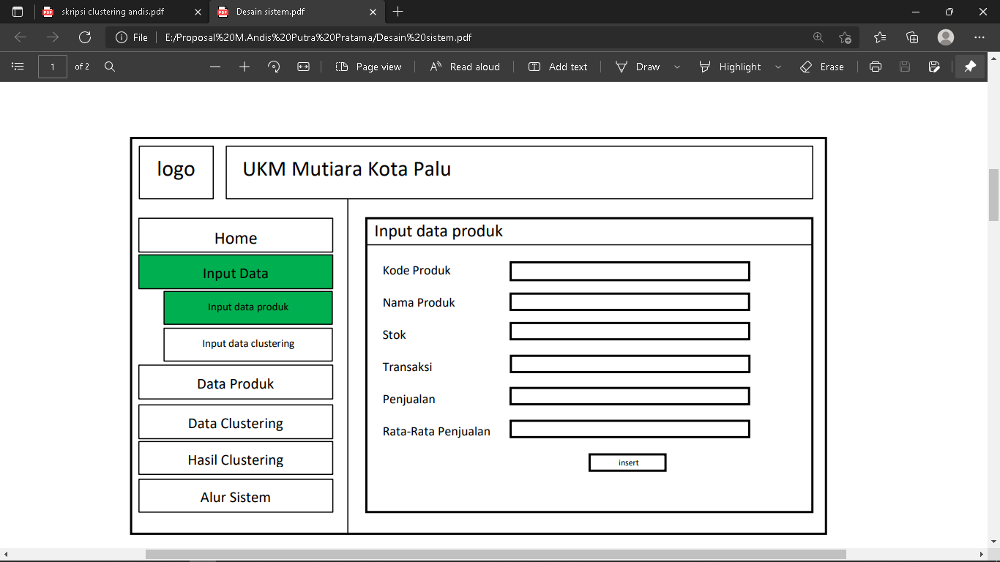 skripsi clustering andis.pdf
Desain sistem.pdf
File
E:/Proposal%20M.Andis%20Putra%20Pratama/Desain%20sistem.pdf
1
of 2
Page view
Read aloud
Add text
Draw
Highlight
Erase
logo
UKM Mutiara Kota Palu
Home
Input Data
Input data produk
Input data clustering
Data Produk
Data Clustering
Hasil Clustering
Alur Sistem
Input data produk
Kode Produk
Nama Produk
Stok
Transaksi
Penjualan
Rata-Rata Penjualan
insert